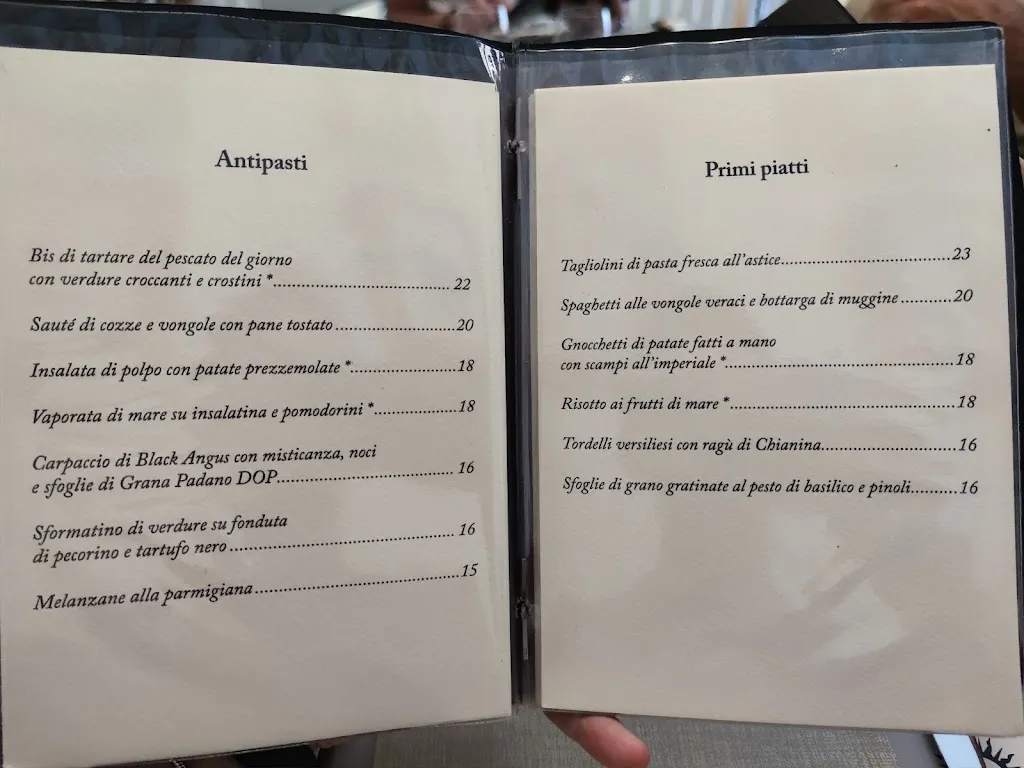 Antipasti
Bis di tartare del pescato del giorno
con verdure croccanti e crostini *.................................... 22
Sauté di cozze e vongole con pane tostato.........................20
Insalata di polpo con patate prezzemolate *......................18
Vaporata di mare su insalatina e pomodorini *.................18
Carpaccio di Black Angus con misticanza, noci
e sfoglie di Grana Padano DOP.................................... 16
Sformatino di verdure su fonduta
di pecorino e tartufo nero.............................................. 16
Melanzane alla parmigiana..........................................15
Primi piatti
Tagliolini di pasta fresca all'astice...................................23
Spaghetti alle vongole veraci e bottarga di muggine..........20
Gnocchetti di patate fatti a mano
con scampi all'imperiale *...............................................18
Risotto ai frutti di mare *..............................................18
Tordelli versiliesi con ragù di Chianina...........................16
Sfoglie di grano gratinate al pesto di basilico e pinoli.........16